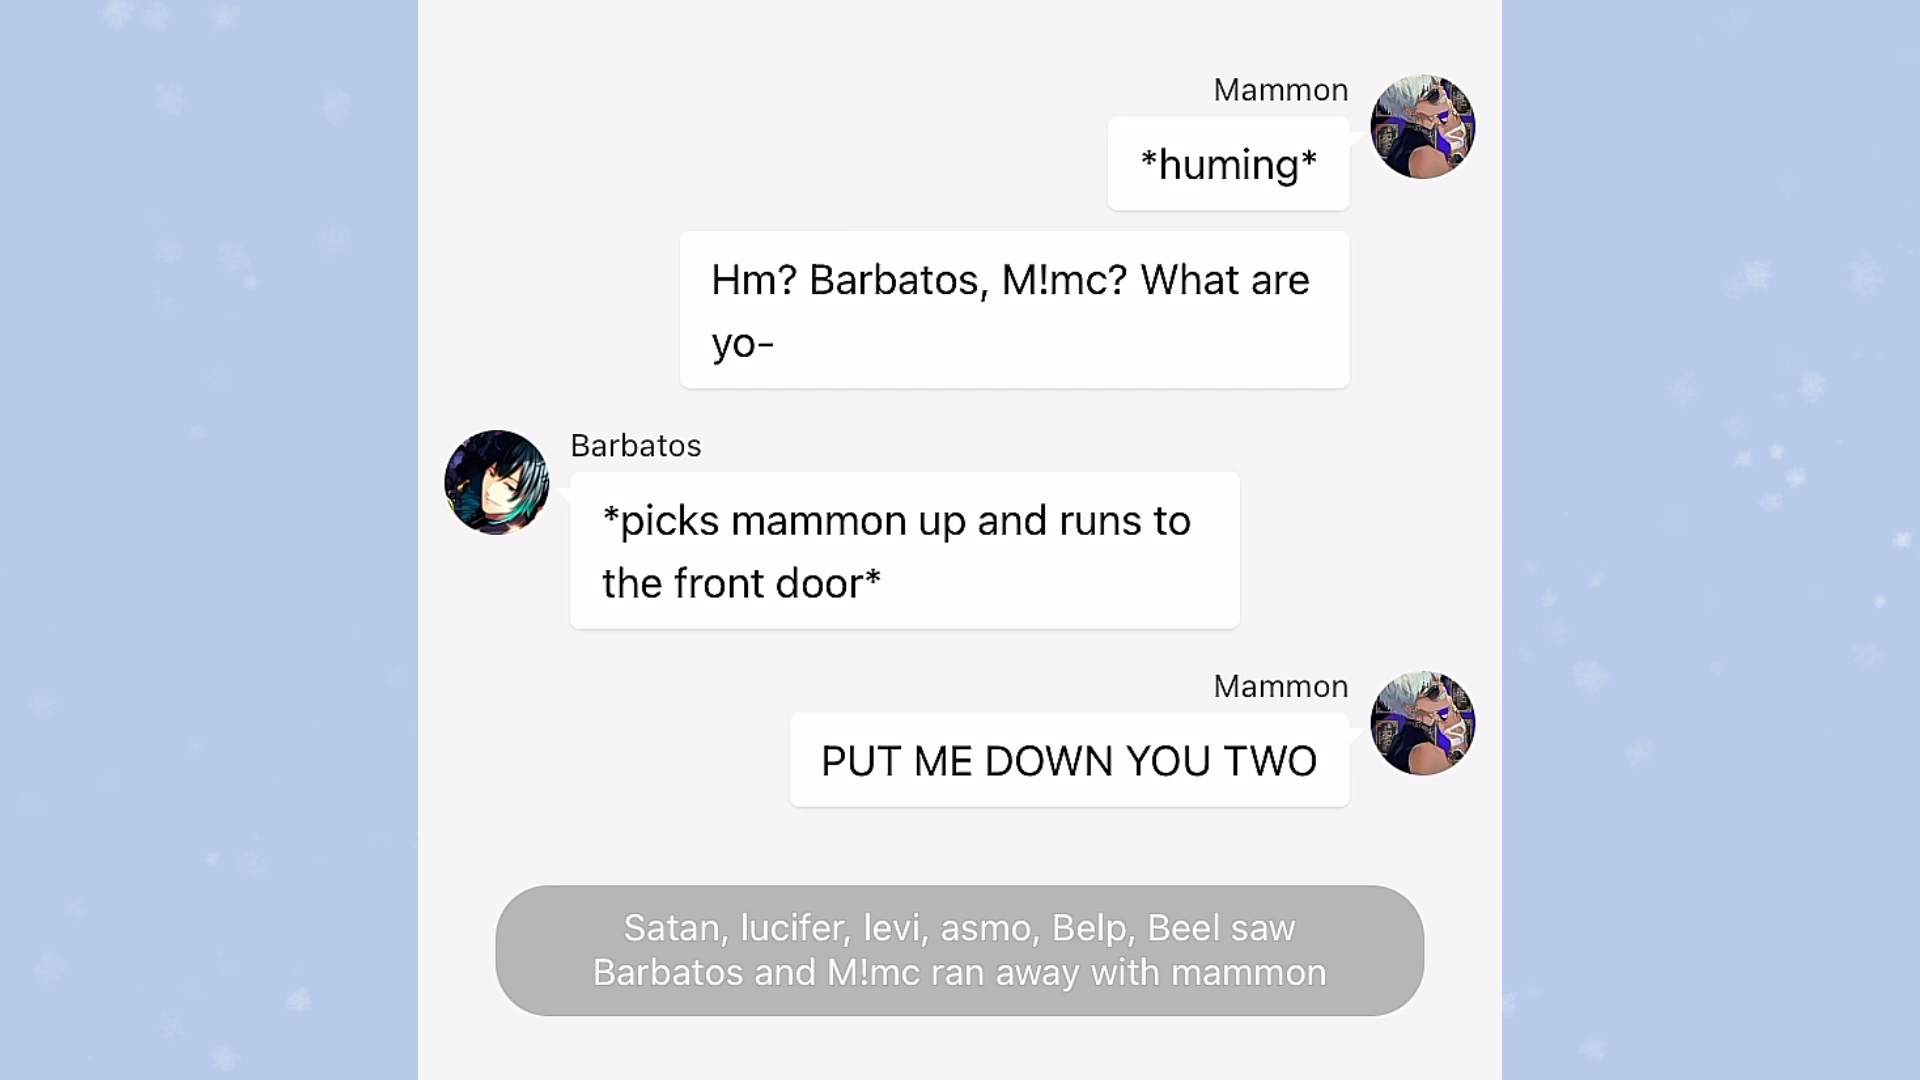 Mammon
*huming*
Hm? Barbatos, M!mc? What are
yo-
Barbatos
*picks mammon up and runs to
the front door*
Mammon
PUT ME DOWN YOU TWO
Satan, lucifer, levi, asmo, Belp, Beel saw
Barbatos and M!mc ran away with mammon